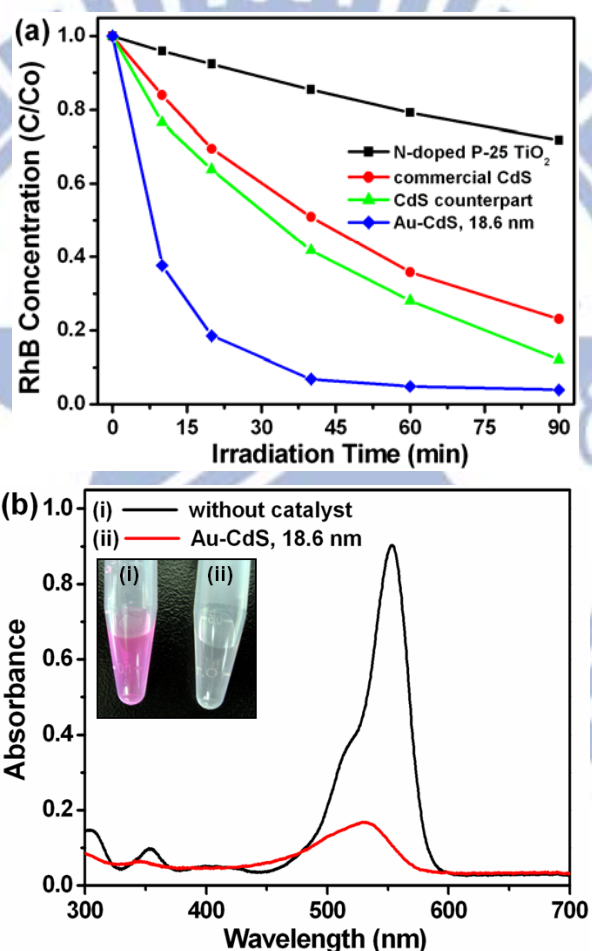 (a)
RhB Concentration (C/Co)
1.0
0.8
0.6
0.4
0.2
0.0
N-doped P-25 TiO₂
commercial CdS
CdS counterpart
Au-CdS, 18.6 nm
0 15 30 45 60 75 90
Irradiation Time (min)
(b)
Absorbance
1.0
0.8
0.6
0.4
0.2
0.0
(i) without catalyst
(ii) Au-CdS, 18.6 nm
(i) (ii)
300 400 500 600 700
Wavelength (nm)